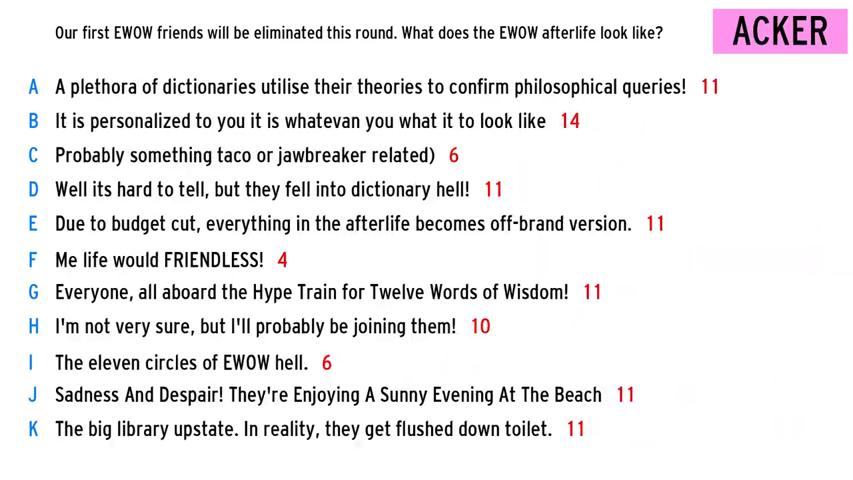 Our first EWOW friends will be eliminated this round. What does the EWOW afterlife look like?
ACKER
A A plethora of dictionaries utilise their theories to confirm philosophical queries! 11
B It is personalized to you it is whatevan you what it to look like 14
C Probably something taco or jawbreaker related) 6
D Well its hard to tell, but they fell into dictionary hell! 11
E Due to budget cut, everything in the afterlife becomes off-brand version. 11
F Me life would FRIENDLESS! 4
G Everyone, all aboard the Hype Train for Twelve Words of Wisdom! 11
H I'm not very sure, but I'll probably be joining them! 10
I The eleven circles of EWOW hell. 6
J Sadness And Despair! They're Enjoying A Sunny Evening At The Beach 11
K The big library upstate. In reality, they get flushed down toilet. 11